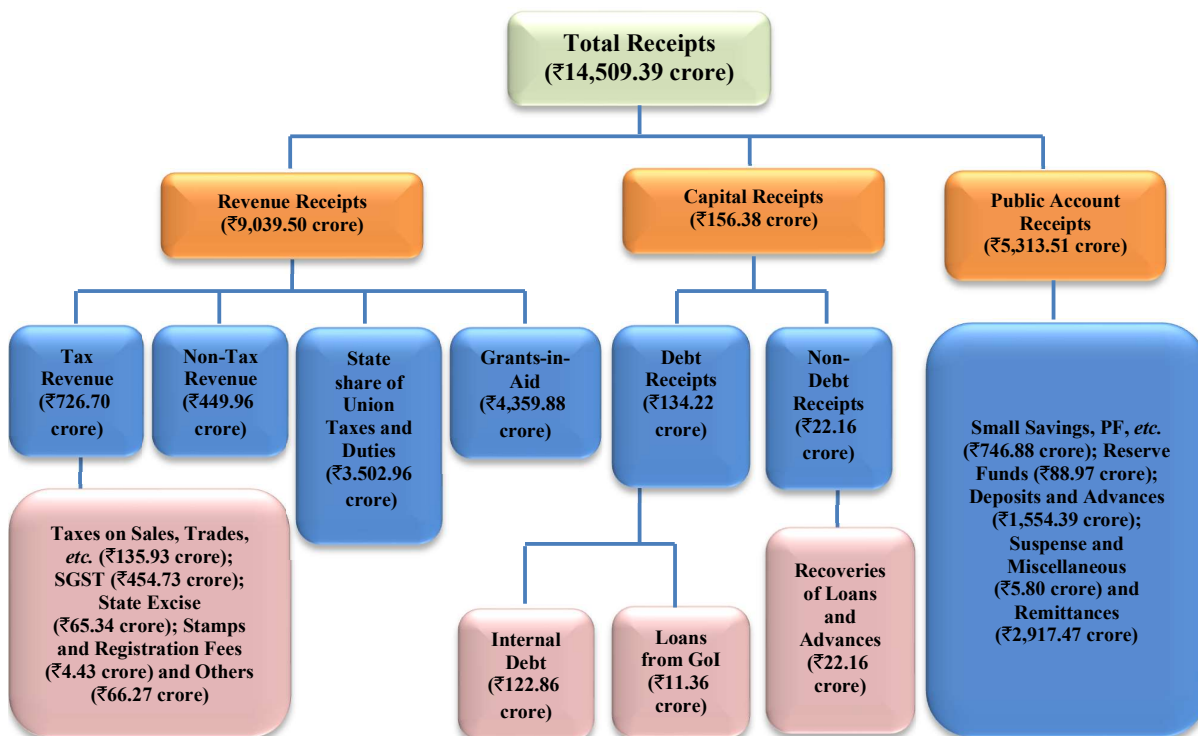 Total Receipts
(₹14,509.39 crore)
Revenue Receipts
(₹9,039.50 crore)
Capital Receipts
(₹156.38 crore)
Public Account
Receipts
(₹5,313.51 crore)
Tax
Revenue
(₹726.70
crore)
Non-Tax
Revenue
(₹449.96
crore)
State
share of
Union
Taxes and
Duties
(₹3.502.96
crore)
Grants-in-
Aid
(₹4,359.88
crore)
Debt
Receipts
(₹134.22
crore)
Non-
Debt
Receipts
(₹22.16
crore)
Small Savings, PF, etc.
(₹746.88 crore); Reserve
Funds (₹88.97 crore);
Deposits and Advances
(₹1,554.39 crore);
Suspense and
Miscellaneous
(₹5.80 crore) and
Remittances
(₹2,917.47 crore)
Taxes on Sales, Trades,
etc. (₹135.93 crore);
SGST (₹454.73 crore);
State Excise
(₹65.34 crore); Stamps
and Registration Fees
(₹4.43 crore) and Others
(₹66.27 crore)
Internal
Debt
(₹122.86
crore)
Loans
from GoI
(₹11.36
crore)
Recoveries
of Loans
and
Advances
(₹22.16
crore)